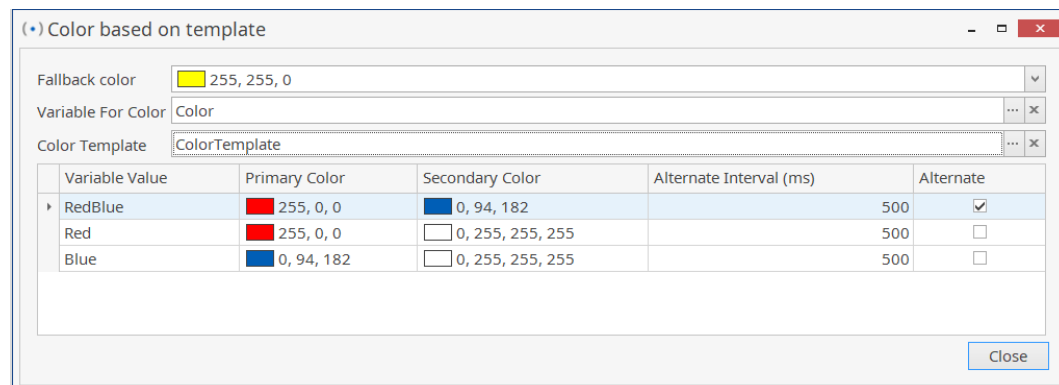 Color based on template
Fallback color 255, 255, 0
Variable For Color Color
Color Template ColorTemplate
Variable Value Primary Color Secondary Color Alternate Interval (ms) Alternate
RedBlue 255, 0, 0 0, 94, 182 500
Red 255, 0, 0 0, 255, 255, 255 500
Blue 0, 94, 182 0, 255, 255, 255 500
Close